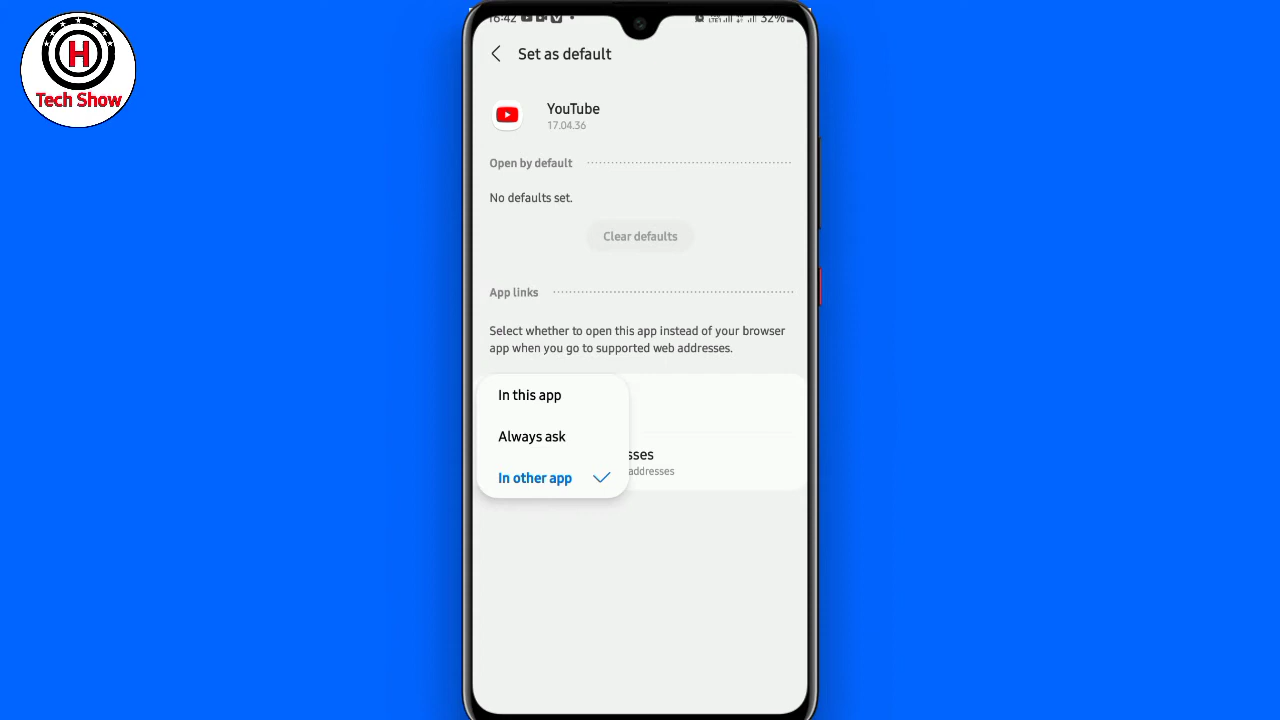 H
Tech Show
16:42 32%
Set as default
YouTube
17.04.36
Open by default
No defaults set.
Clear defaults
App links
Select whether to open this app instead of your browser
app when you go to supported web addresses.
In this app
Always ask
sses
addresses
In other app